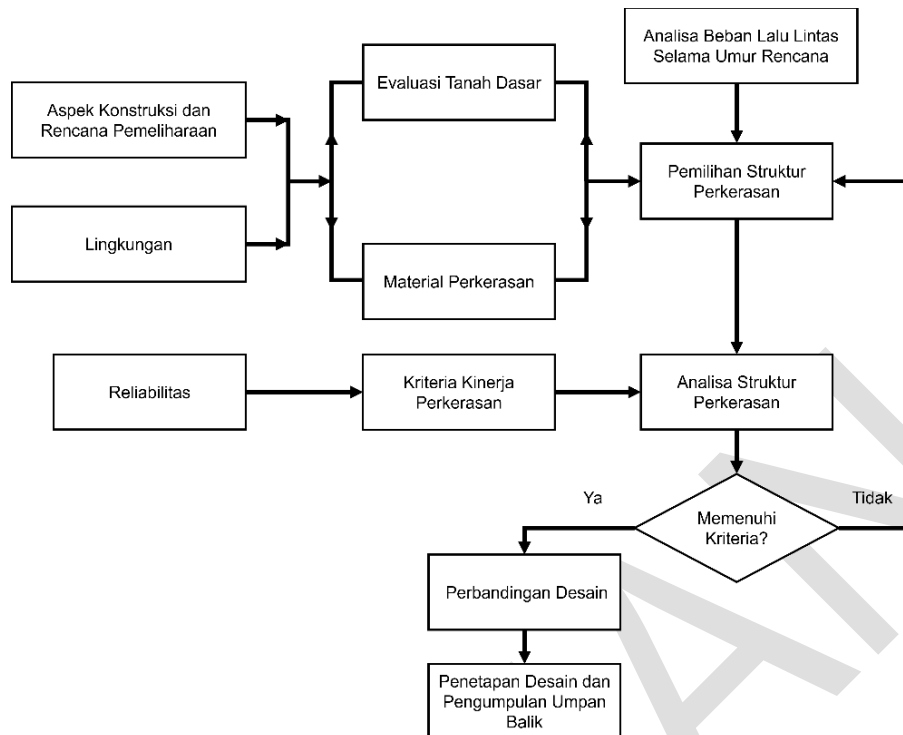 Analisa Beban Lalu Lintas
Selama Umur Rencana
Evaluasi Tanah Dasar
Aspek Konstruksi dan
Rencana Pemeliharaan
Pemilihan Struktur
Perkerasan
Lingkungan
Material Perkerasan
Reliabilitas
Kriteria Kinerja
Perkerasan
Analisa Struktur
Perkerasan
Ya
Tidak
Memenuhi
Kriteria?
Perbandingan Desain
Penetapan Desain dan
Pengumpulan Umpan
Balik